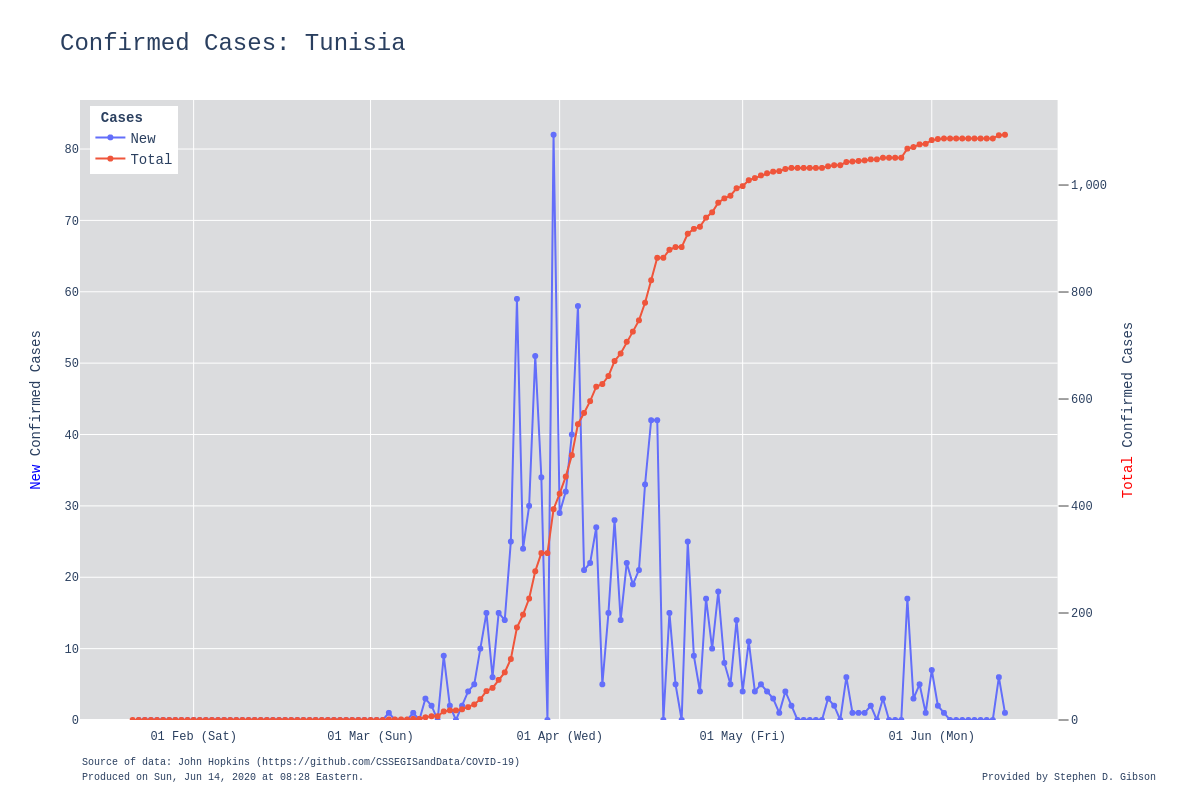 Confirmed Cases: Tunisia
Cases
New
Total
80
70
60
50
40
30
20
10
0
1,000
800
600
400
200
0
New Confirmed Cases
Total Confirmed Cases
01 Feb (Sat)
01 Mar (Sun)
01 Apr (Wed)
01 May (Fri)
01 Jun (Mon)
Source of data: John Hopkins (https://github.com/CSSEGISandData/COVID-19)
Produced on Sun, Jun 14, 2020 at 08:28 Eastern.
Provided by Stephen D. Gibson